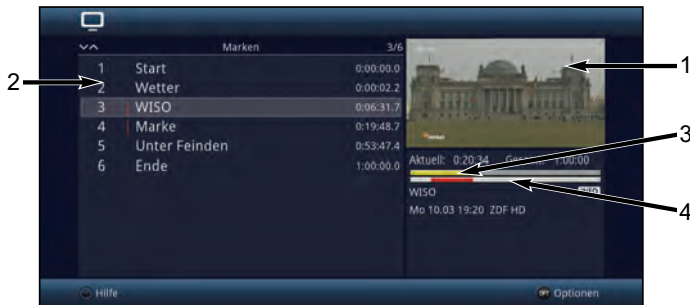 Marken 3/6
1 Start 0:00:00.0
2 Wetter 0:00:02.2
3 WISO 0:06:31.7
4 Marke 0:19:48.7
5 Unter Feinden 0:53:47.4
6 Ende 1:00:00.0
Aktuell: 0:20:34 1:00:00
WISO
Mo 10.03 19:20 ZDF HD
Hilfe
OPT Optionen
1
2
3
4